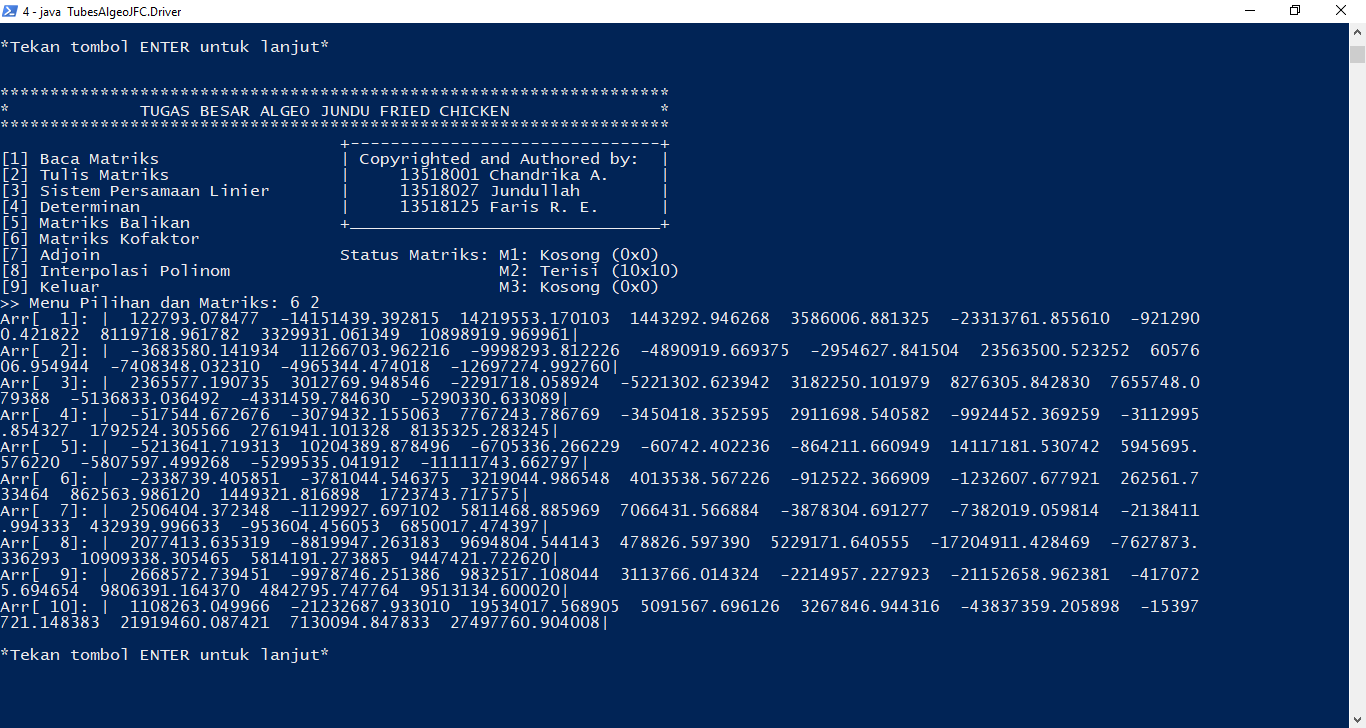 4 - java  TubesAlgeoJFC.Driver
*Tekan tombol ENTER untuk lanjut*
*******************************************************************
*             TUGAS BESAR ALGEO JUNDU FRIED CHICKEN               *
*******************************************************************
                                  +-------------------------------+
[1] Baca Matriks                  | Copyrighted and Authored by:  |
[2] Tulis Matriks                 |     13518001 Chandrika A.     |
[3] Sistem Persamaan Linier       |     13518027 Jundullah        |
[4] Determinan                    |     13518125 Faris R. E.      |
[5] Matriks Balikan               +_______________________________+
[6] Matriks Kofaktor
[7] Adjoin                        Status Matriks: M1: Kosong (0x0)
[8] Interpolasi Polinom                           M2: Terisi (10x10)
[9] Keluar                                        M3: Kosong (0x0)
>> Menu Pilihan dan Matriks: 6 2
Arr[  1]: |  122793.078477  -14151439.392815  14219553.170103  1443292.946268  3586006.881325  -23313761.855610  -921290
0.421822  8119718.961782  3329931.061349  10898919.969961|
Arr[  2]: |  -3683580.141934  11266703.962216  -9998293.812226  -4890919.669375  -2954627.841504  23563500.523252  60576
06.954944  -7408348.032310  -4965344.474018  -12697274.992760|
Arr[  3]: |  2365577.190735  3012769.948546  -2291718.058924  -5221302.623942  3182250.101979  8276305.842830  7655748.0
79388  -5136833.036492  -4331459.784630  -5290330.633089|
Arr[  4]: |  -517544.672676  -3079432.155063  7767243.786769  -3450418.352595  2911698.540582  -9924452.369259  -3112995
.854327  1792524.305566  2761941.101328  8135325.283245|
Arr[  5]: |  -5213641.719313  10204389.878496  -6705336.266229  -60742.402236  -864211.660949  14117181.530742  5945695.
576220  -5807597.499268  -5299535.041912  -11111743.662797|
Arr[  6]: |  -2338739.405851  -3781044.546375  3219044.986548  4013538.567226  -912522.366909  -1232607.677921  262561.7
33464  862563.986120  1449321.816898  1723743.717575|
Arr[  7]: |  2506404.372348  -1129927.697102  5811468.885969  7066431.566884  -3878304.691277  -7382019.059814  -2138411
.994333  432939.996633  -953604.456053  6850017.474397|
Arr[  8]: |  2077413.635319  -8819947.263183  9694804.544143  478826.597390  5229171.640555  -17204911.428469  -7627873.
336293  10909338.305465  5814191.273885  9447421.722620|
Arr[  9]: |  2668572.739451  -9978746.251386  9832517.108044  3113766.014324  -2214957.227923  -21152658.962381  -417072
5.694654  9806391.164370  4842795.747764  9513134.600020|
Arr[ 10]: |  1108263.049966  -21232687.933010  19534017.568905  5091567.696126  3267846.944316  -43837359.205898  -15397
721.148383  21919460.087421  7130094.847833  27497760.904008|
*Tekan tombol ENTER untuk lanjut*